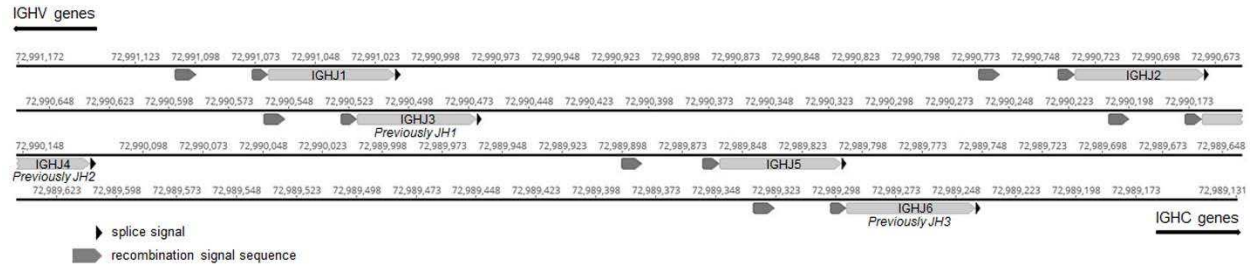 IGHV genes
72,991,172 72,991,123 72,991,098 72,991,073 72,991,048 72,991,023 72,990,998 72,990,973 72,990,948 72,990,923 72,990,898 72,990,873 72,990,848 72,990,823 72,990,773 72,990,748 72,990,723 72,990,698 72,990,673
IGHJ1 IGHJ2
72,990,648 72,990,623 72,990,598 72,990,573 72,990,548 72,990,523 72,990,498 72,990,473 72,990,448 72,990,423 72,990,398 72,990,373 72,990,348 72,990,323 72,990,298 72,990,273 72,990,248 72,990,223 72,990,198 72,990,173
IGHJ3
Previously JH1
72,990,148 72,990,098 72,990,073 72,990,048 72,990,023 72,989,998 72,989,973 72,989,948 72,989,923 72,989,898 72,989,873 72,989,848 72,989,823 72,989,798 72,989,773 72,989,748 72,989,723 72,989,698 72,989,673 72,989,648
IGHJ4 IGHJ5
Previously JH2
72,989,623 72,989,598 72,989,573 72,989,548 72,989,523 72,989,498 72,989,473 72,989,448 72,989,423 72,989,398 72,989,373 72,989,348 72,989,323 72,989,298 72,989,273 72,989,248 72,989,223 72,989,198 72,989,173 72,989,131
IGHJ6
Previously JH3
IGHC genes
splice signal
recombination signal sequence